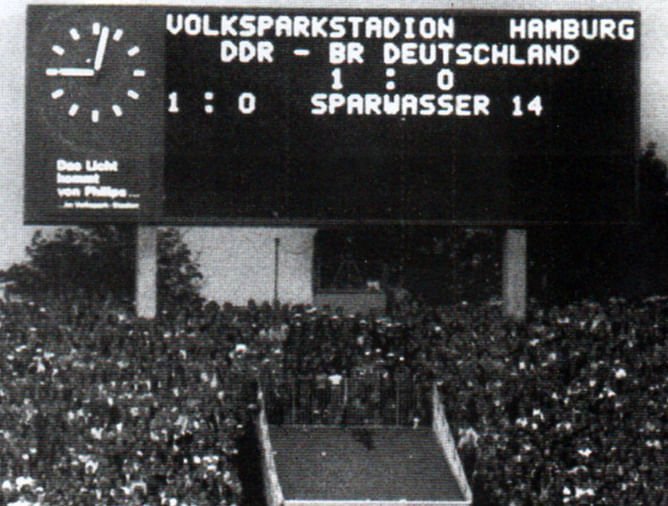 VOLKSPARKSTADION HAMBURG
DDR - BR DEUTSCHLAND
1 : 0
1 : 0 SPARWASSER 14
Das Licht
kommt
von Philips ...